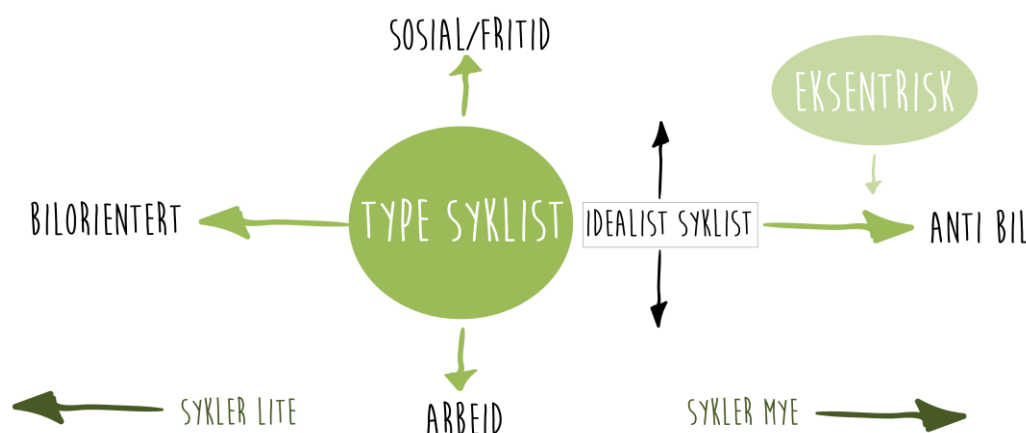 SOSIAL/FRITID
EKSENTRISK
BILORIENTERT
TYPE SYKLIST
IDEALIST SYKLIST
ANTI BIL
SYKLER LITE
ARBEID
SYKLER MYE